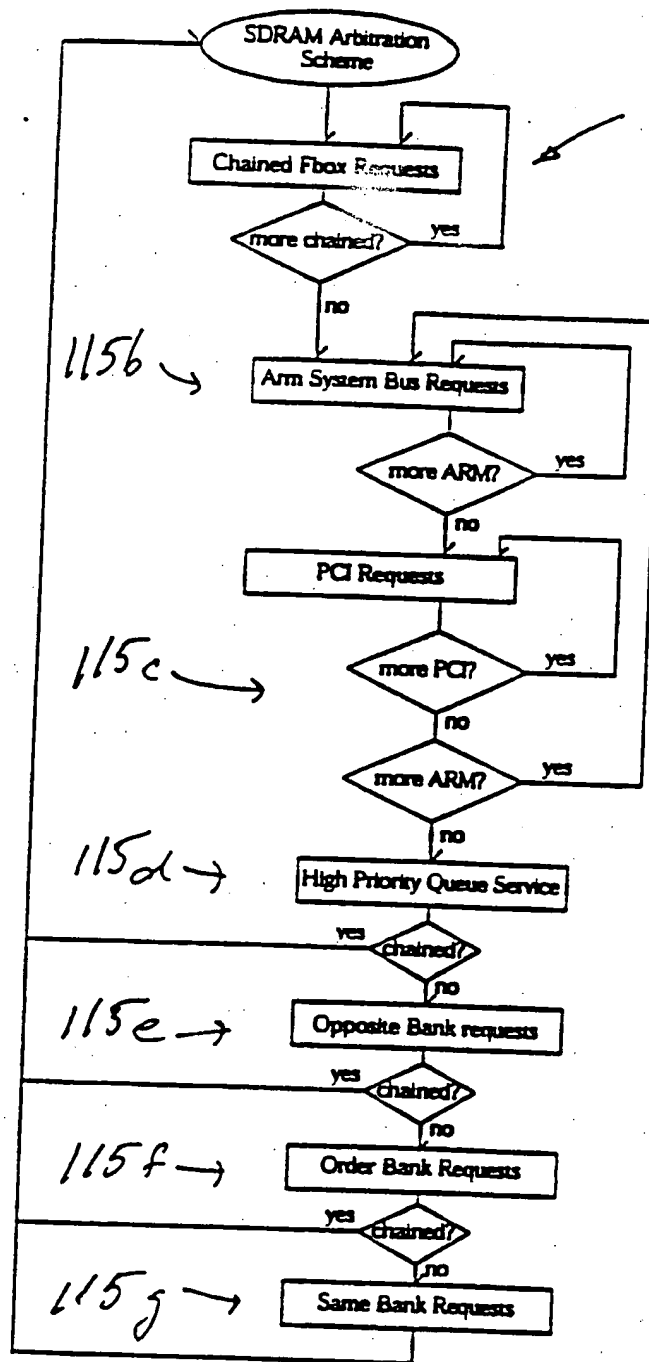 SDRAM Arbitration
Scheme
Chained Fbox Requests
more chained?
yes
no
115b
Arm System Bus Requests
more ARM?
yes
no
PCI Requests
115c
more PCI?
yes
no
more ARM?
yes
no
115d
High Priority Queue Service
yes
chained?
no
115e
Opposite Bank requests
yes
chained?
no
115f
Order Bank Requests
yes
chained?
no
115g
Same Bank Requests